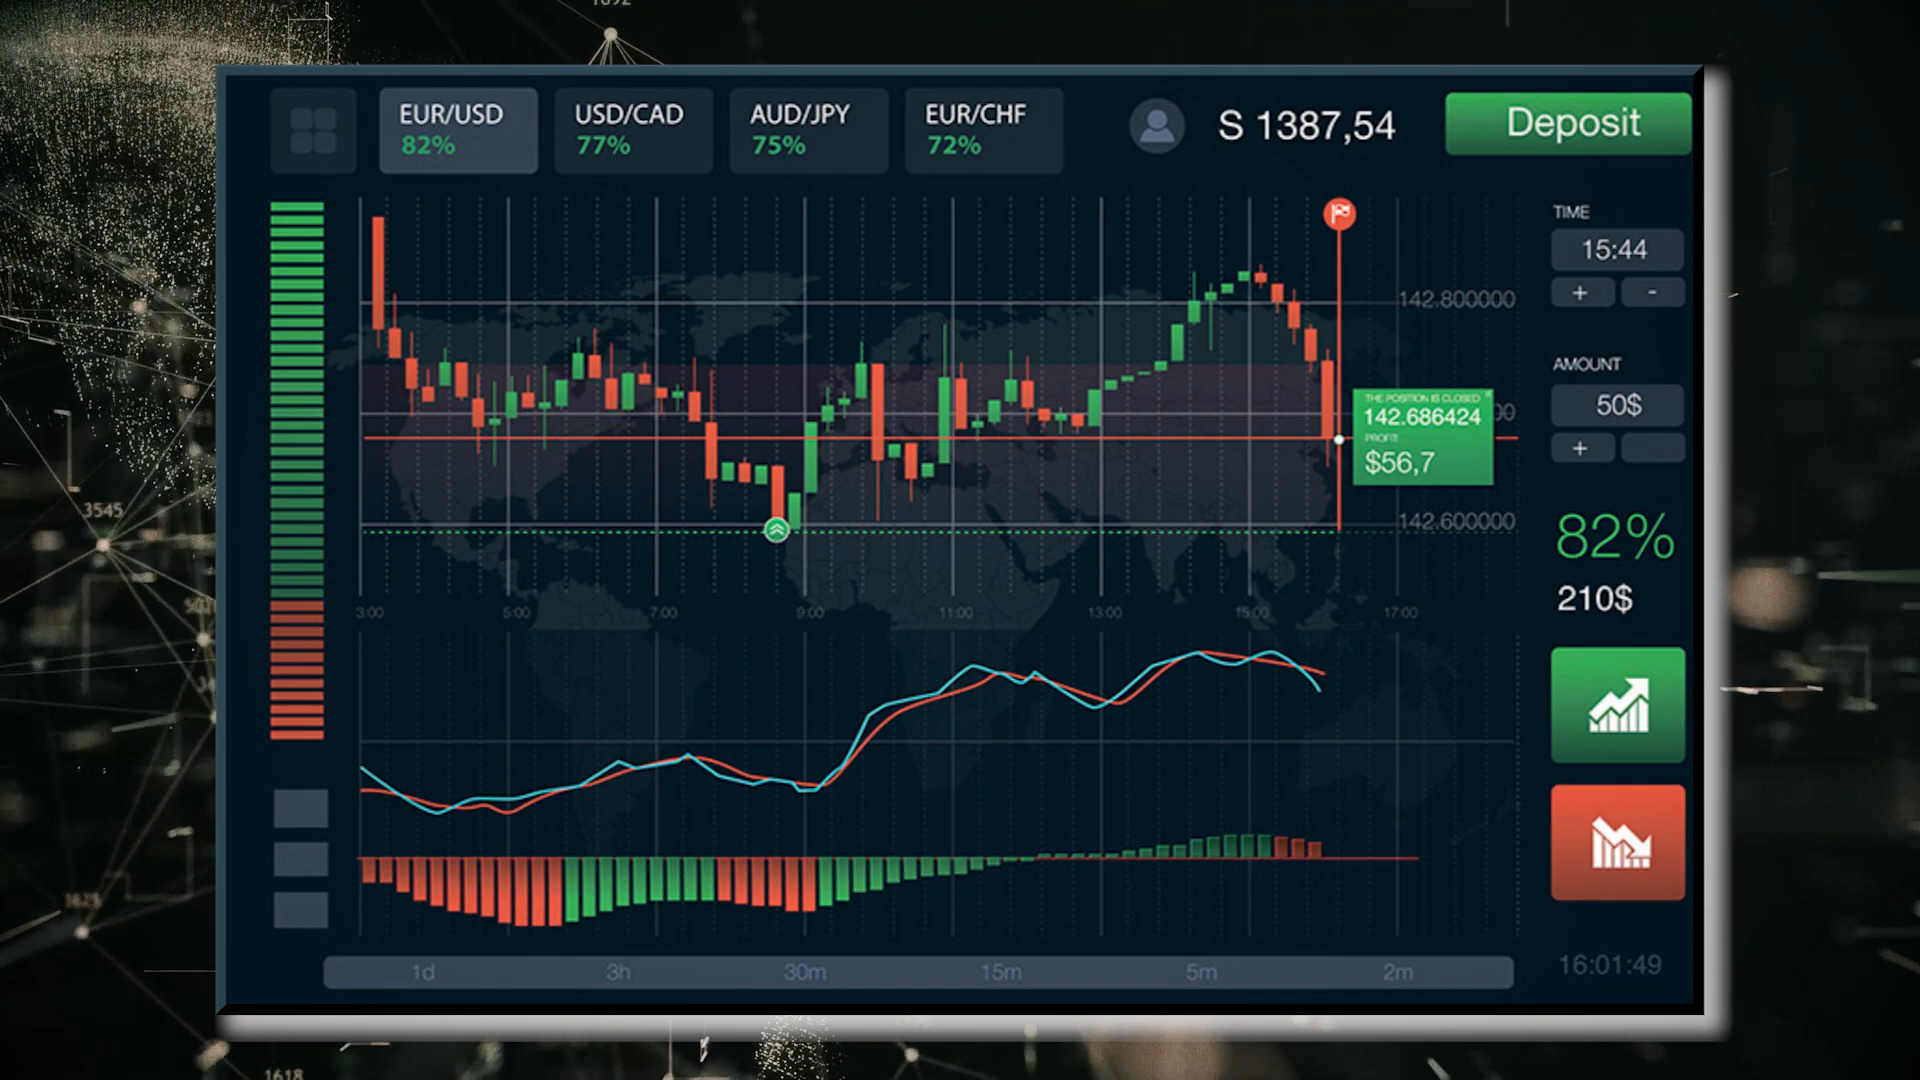 EUR/USD
82%
USD/CAD
77%
AUD/JPY
75%
EUR/CHF
72%
S 1387,54
Deposit
TIME
15:44
+ -
AMOUNT
50$
+
82%
210$
16:01:49
142.800000
00
142.600000
THE POSITION IS CLOSED
142.686424
PROFIT
$56,7
3:00 5:00 7:00 9:00 11:00 13:00 15:00 17:00
1d 3h 30m 15m 5m 2m
3545
1618